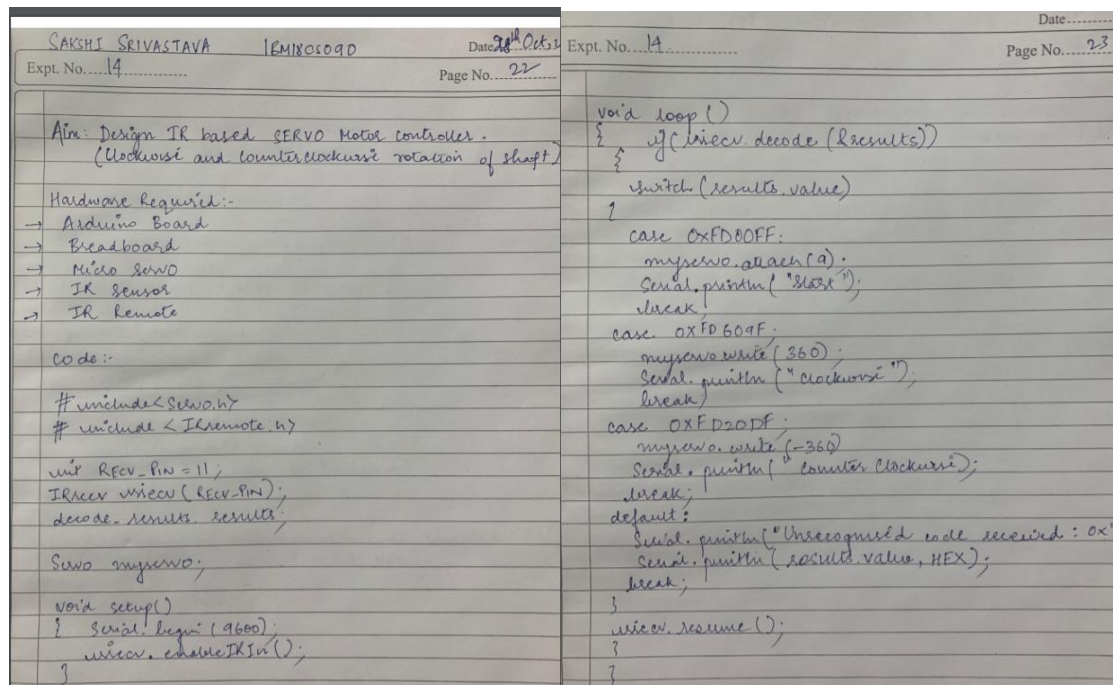 SAKSHI SRIVASTAVA 1BM18CS090 Date 28th Oct,2
Expt. No. 14
Page No. 22
Aim: Design IR based SERVO Motor controller.
(Clockwise and counterclockwise rotation of shaft)
Hardware Required:-
→ Arduino Board
→ Breadboard
→ Micro Servo
→ IR sensor
→ IR Remote
Code:-
#include<Servo.h>
#include <IRremote.h>
int RECV_PIN = 11;
IRrecv irrecv(RECV_PIN);
decode_results results;
Servo myservo;
void setup()
{ Serial.begin(9600);
irrecv.enableIRIn();
}
Date
Expt. No. 14
Page No. 23
void loop()
{ if(irrecv.decode(&results))
{
switch(results.value)
{
case 0xFD00FF:
myservo.attach(9);
Serial.println("Start");
break;
case 0xFD609F:
myservo.write(360);
Serial.println("Clockwise");
break;
case 0xFD20DF:
myservo.write(-360)
Serial.println("counter Clockwise);
break;
default:
Serial.println("Unrecognised code received: 0x"
Serial.println(results.value, HEX);
break;
}
irrecv.resume();
}
}